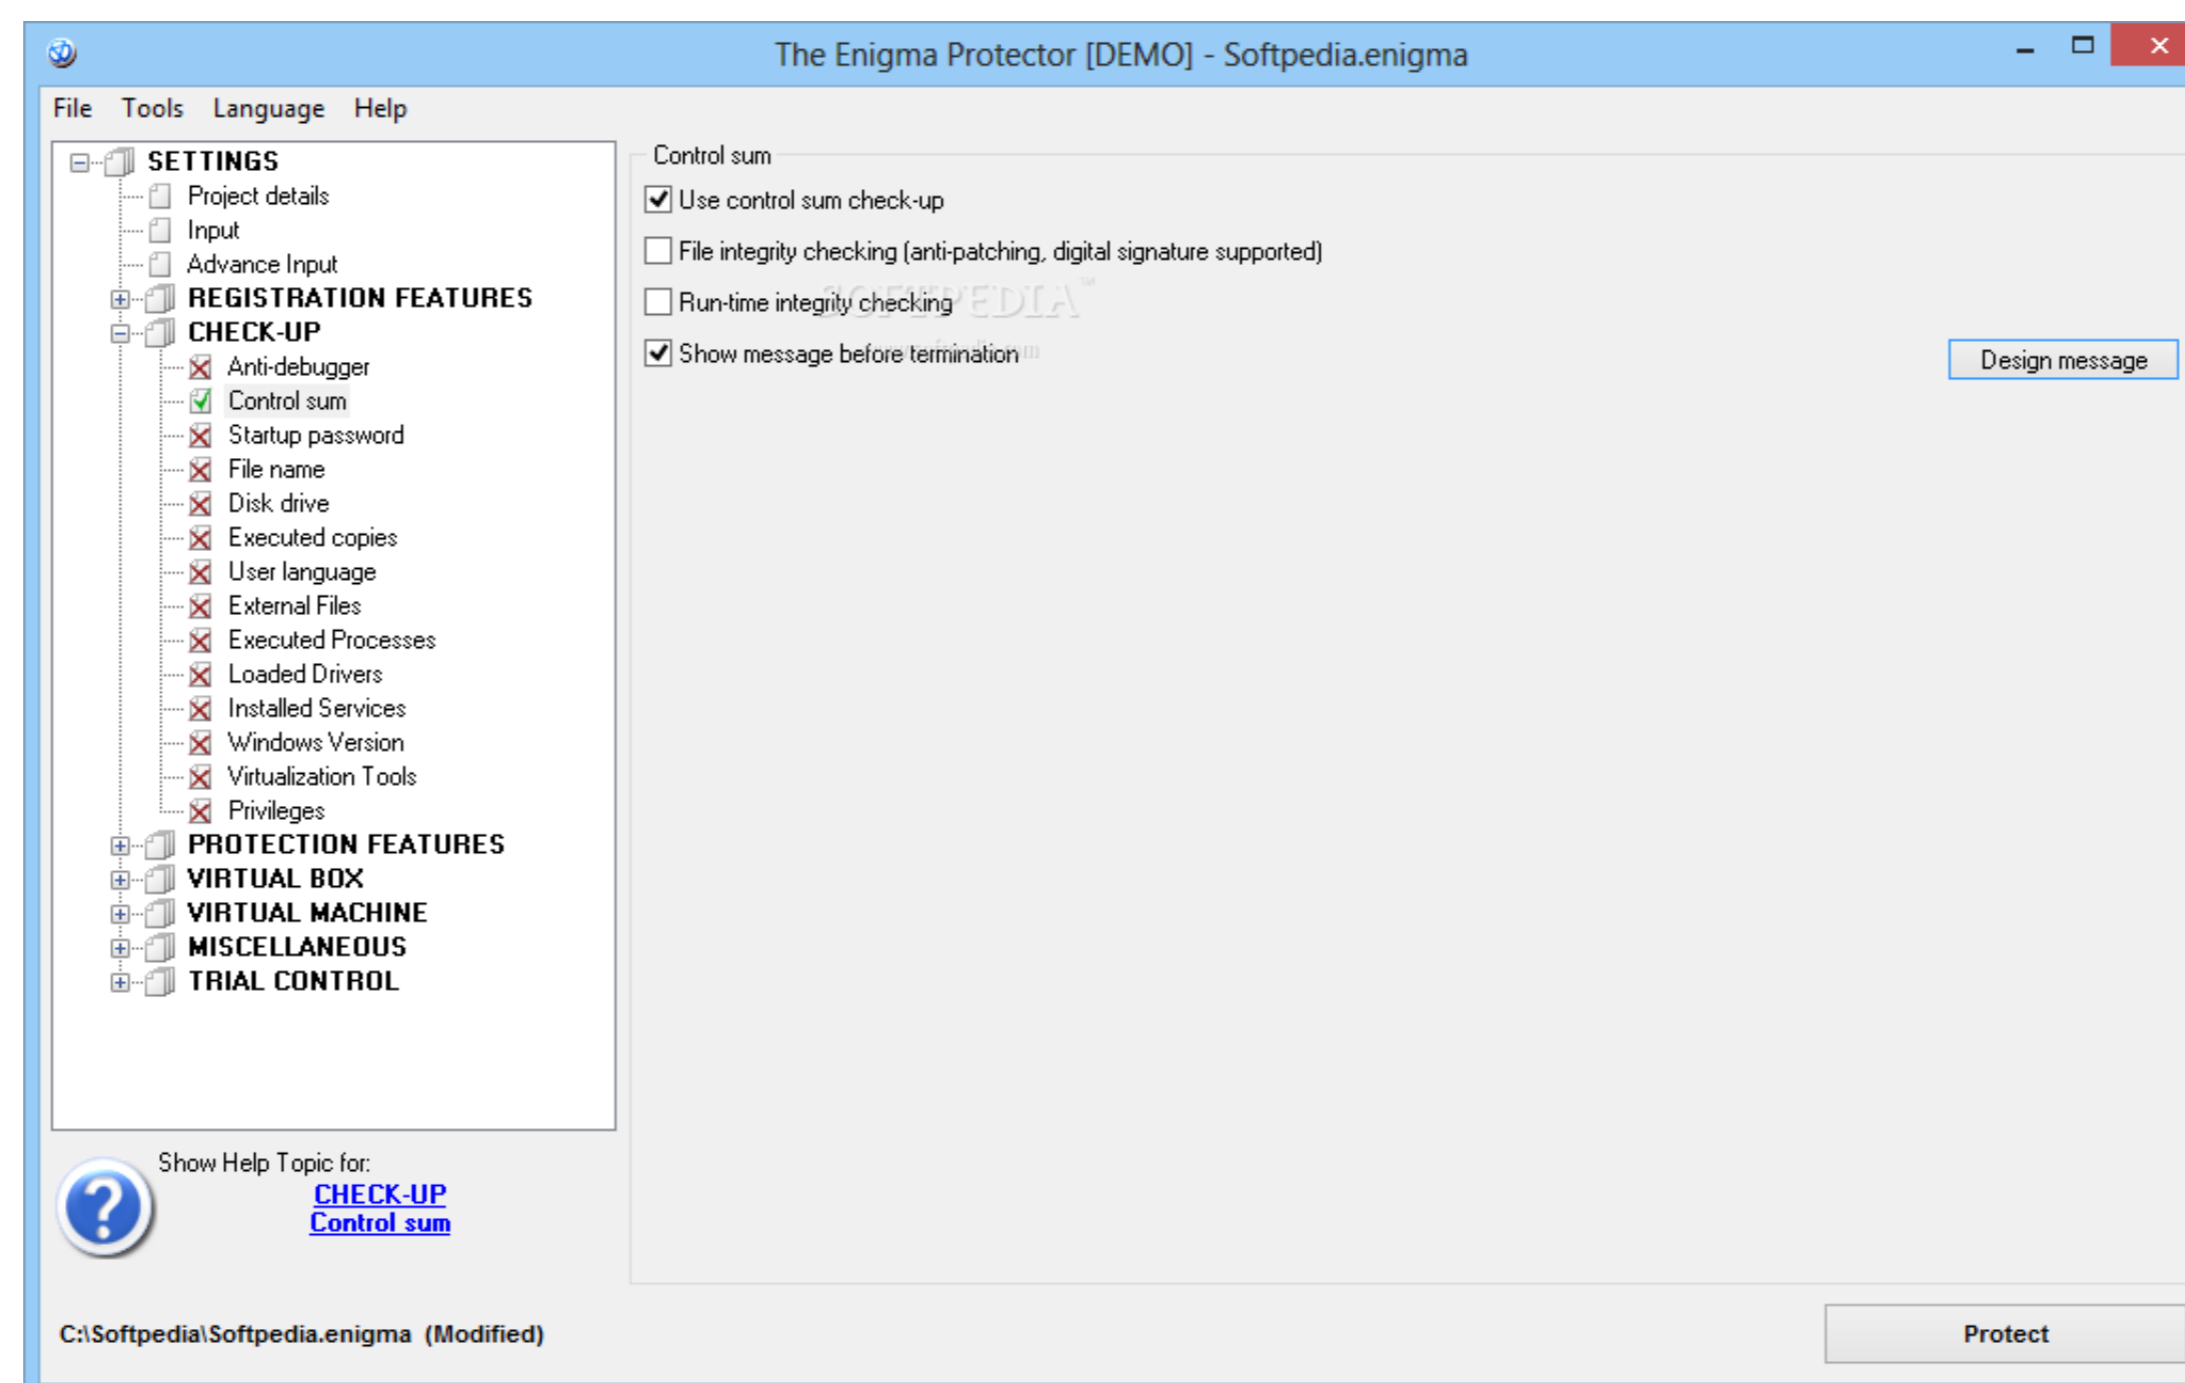 The Enigma Protector [DEMO] - Softpedia.enigma
File Tools Language Help
SETTINGS
Project details
Input
Advance Input
REGISTRATION FEATURES
CHECK-UP
Anti-debugger
Control sum
Startup password
File name
Disk drive
Executed copies
User language
External Files
Executed Processes
Loaded Drivers
Installed Services
Windows Version
Virtualization Tools
Privileges
PROTECTION FEATURES
VIRTUAL BOX
VIRTUAL MACHINE
MISCELLANEOUS
TRIAL CONTROL
Show Help Topic for:
CHECK-UP
Control sum
Control sum
Use control sum check-up
File integrity checking (anti-patching, digital signature supported)
SOFTPEDIA™
Run-time integrity checking
Show message before termination
Design message
C:\Softpedia\Softpedia.enigma (Modified)
Protect